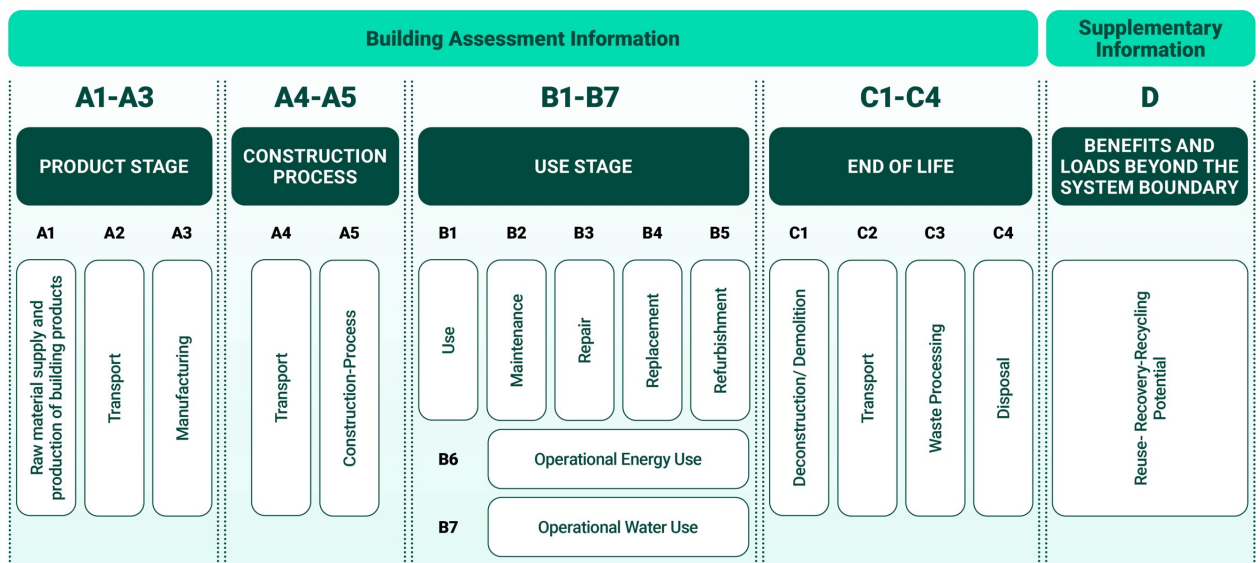 Building Assessment Information
Supplementary
Information
A1-A3
A4-A5
B1-B7
C1-C4
D
PRODUCT STAGE
CONSTRUCTION
PROCESS
USE STAGE
END OF LIFE
BENEFITS AND
LOADS BEYOND THE
SYSTEM BOUNDARY
A1
A2
A3
A4
A5
B1
B2
B3
B4
B5
C1
C2
C3
C4
Raw material supply and
production of building products
Transport
Manufacturing
Transport
Construction-Process
Use
Maintenance
Repair
Replacement
Refurbishment
B6
Operational Energy Use
B7
Operational Water Use
Deconstruction/ Demolition
Transport
Waste Processing
Disposal
Reuse- Recovery-Recycling
Potential